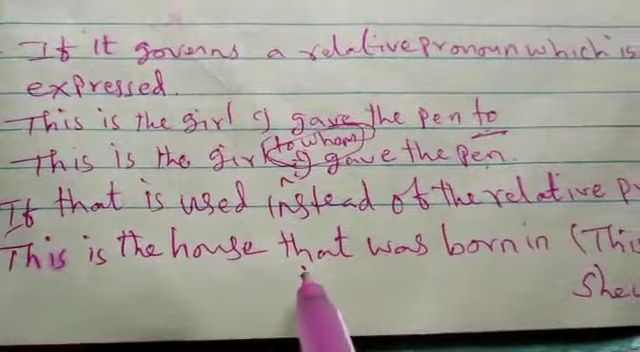 If it governs a relative pronoun which is
expressed.
This is the girl I gave the pen to
(to whom)
This is the girl I gave the pen.
If that is used instead of the relative
This is the house that was born in (Thi
She